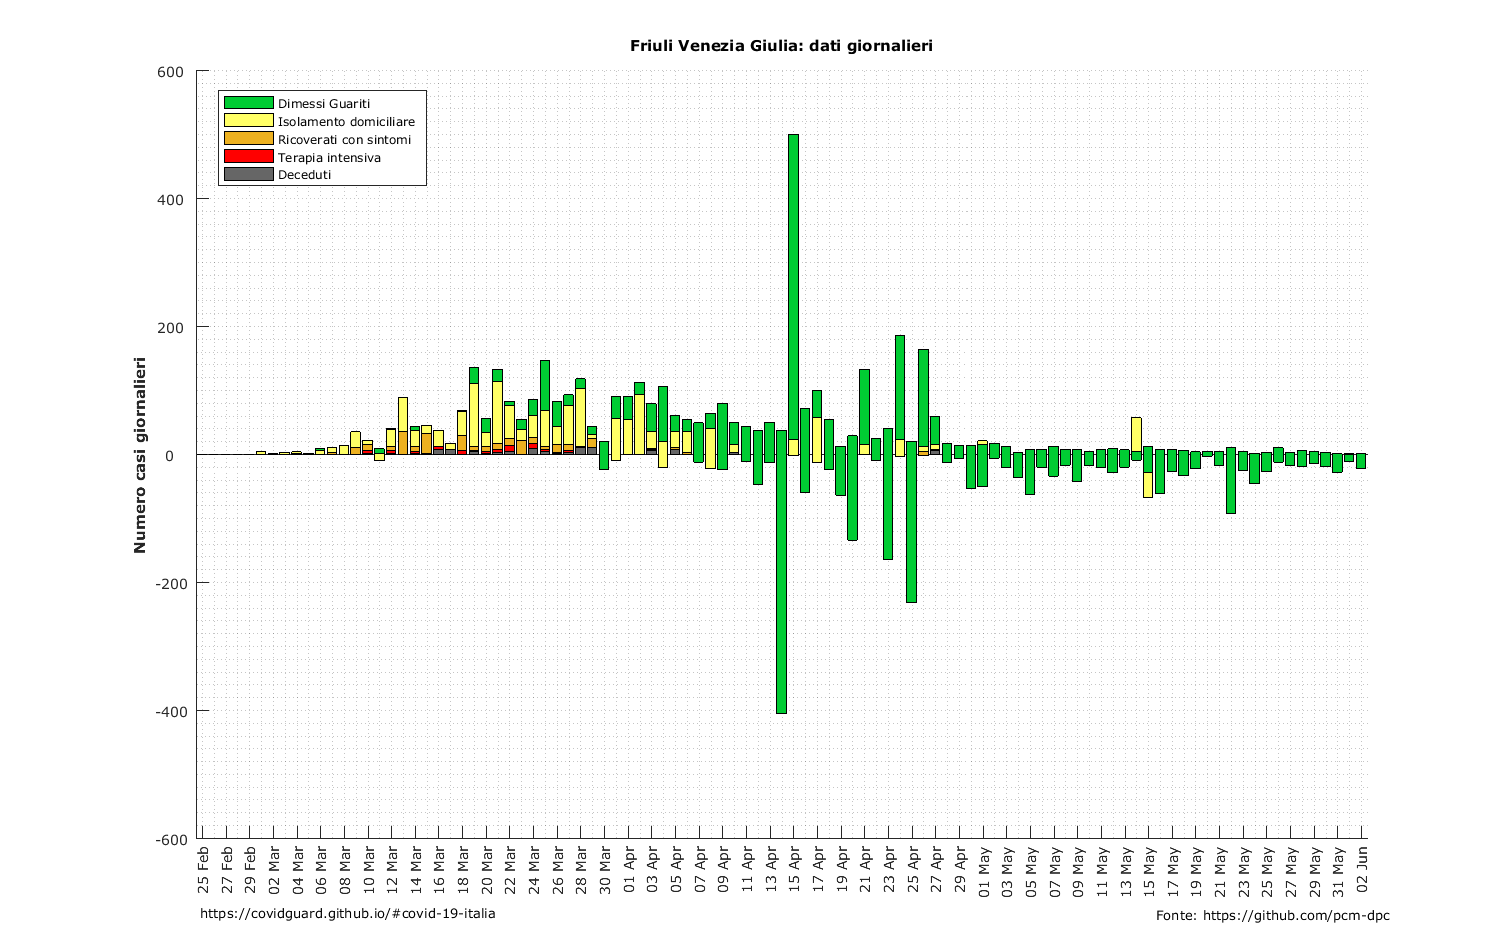 Friuli Venezia Giulia: dati giornalieri
600
400
200
0
-200
-400
-600
Numero casi giornalieri
Dimessi Guariti
Isolamento domiciliare
Ricoverati con sintomi
Terapia intensiva
Deceduti
25 Feb
27 Feb
29 Feb
02 Mar
04 Mar
06 Mar
08 Mar
10 Mar
12 Mar
14 Mar
16 Mar
18 Mar
20 Mar
22 Mar
24 Mar
26 Mar
28 Mar
30 Mar
01 Apr
03 Apr
05 Apr
07 Apr
09 Apr
11 Apr
13 Apr
15 Apr
17 Apr
19 Apr
21 Apr
23 Apr
25 Apr
27 Apr
29 Apr
01 May
03 May
05 May
07 May
09 May
11 May
13 May
15 May
17 May
19 May
21 May
23 May
25 May
27 May
29 May
31 May
02 Jun
https://covidguard.github.io/#covid-19-italia
Fonte: https://github.com/pcm-dpc